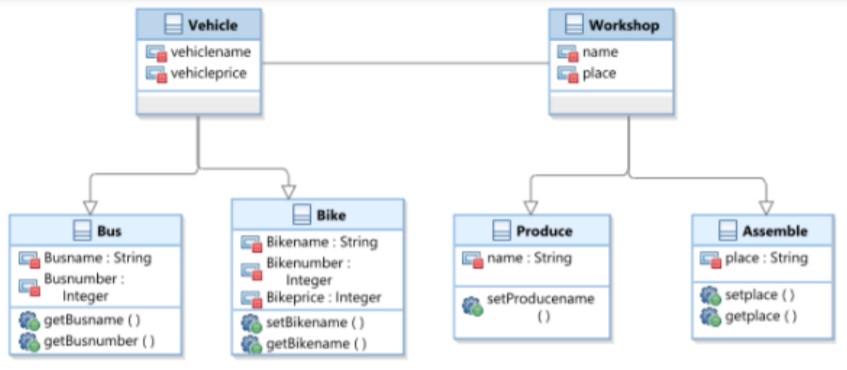 Vehicle
vehiclename
vehicleprice
Workshop
name
place
Bus
Busname : String
Busnumber :
Integer
getBusname ( )
getBusnumber ( )
Bike
Bikename : String
Bikenumber :
Integer
Bikeprice : Integer
setBikename ( )
getBikename ( )
Produce
name : String
setProducename
( )
Assemble
place : String
setplace ( )
getplace ( )